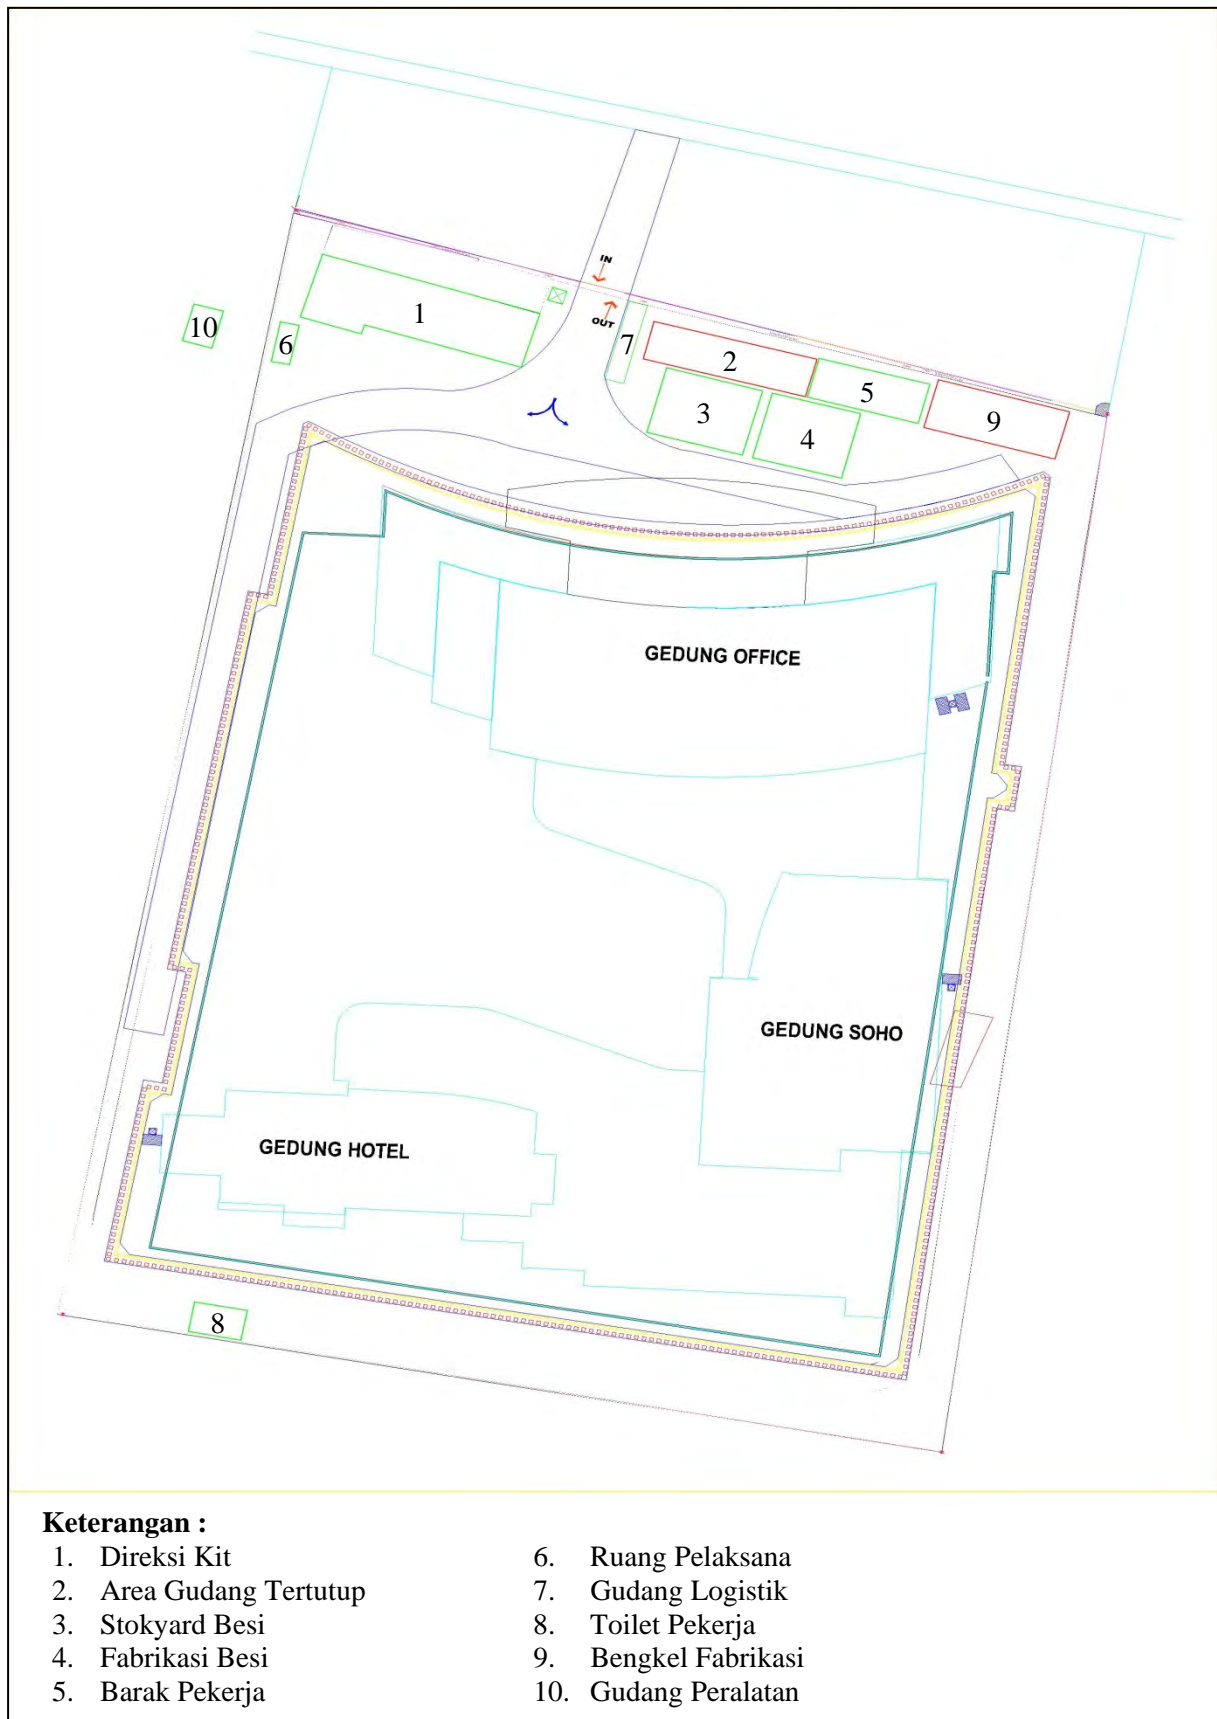 IN
OUT
1
2
3
4
5
6
7
9
10
GEDUNG OFFICE
GEDUNG SOHO
GEDUNG HOTEL
8
Keterangan :
1. Direksi Kit
2. Area Gudang Tertutup
3. Stokyard Besi
4. Fabrikasi Besi
5. Barak Pekerja
6. Ruang Pelaksana
7. Gudang Logistik
8. Toilet Pekerja
9. Bengkel Fabrikasi
10. Gudang Peralatan